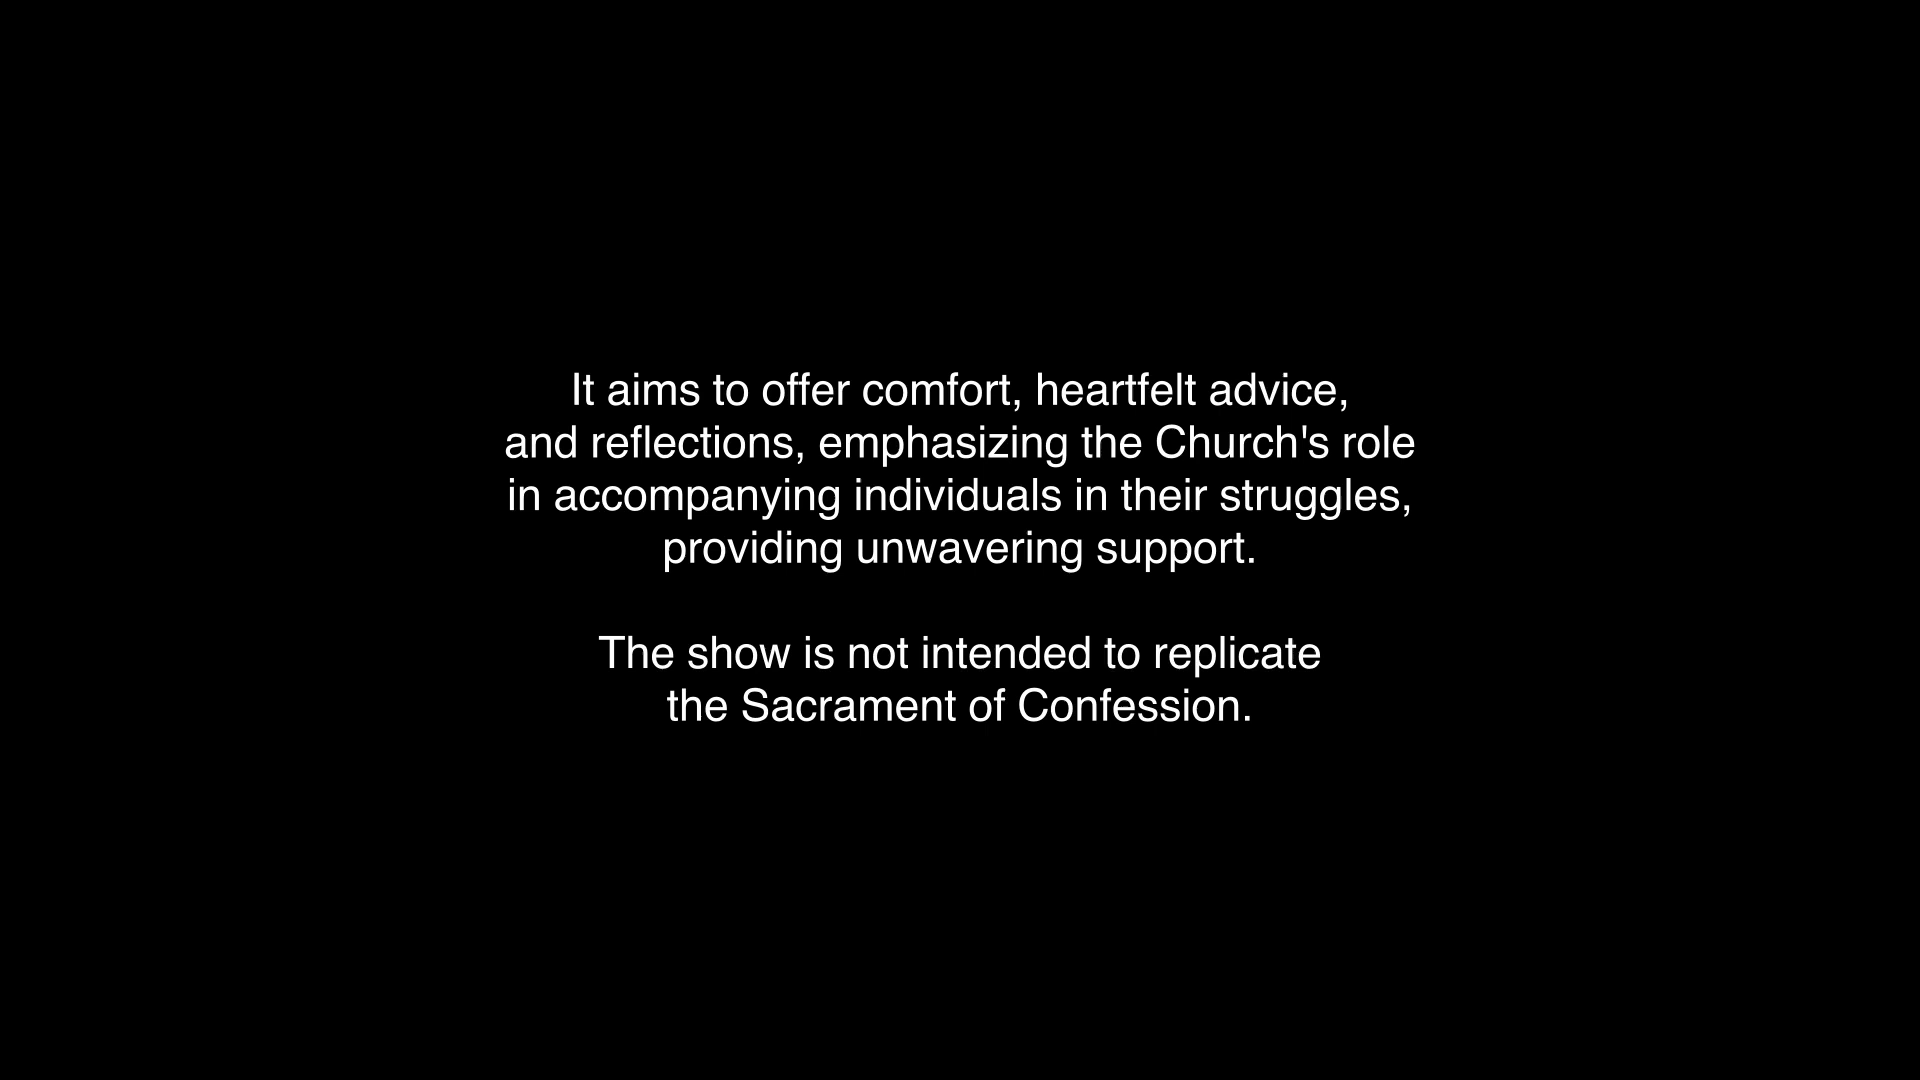 It aims to offer comfort, heartfelt advice,
and reflections, emphasizing the Church's role
in accompanying individuals in their struggles,
providing unwavering support.
The show is not intended to replicate
the Sacrament of Confession.